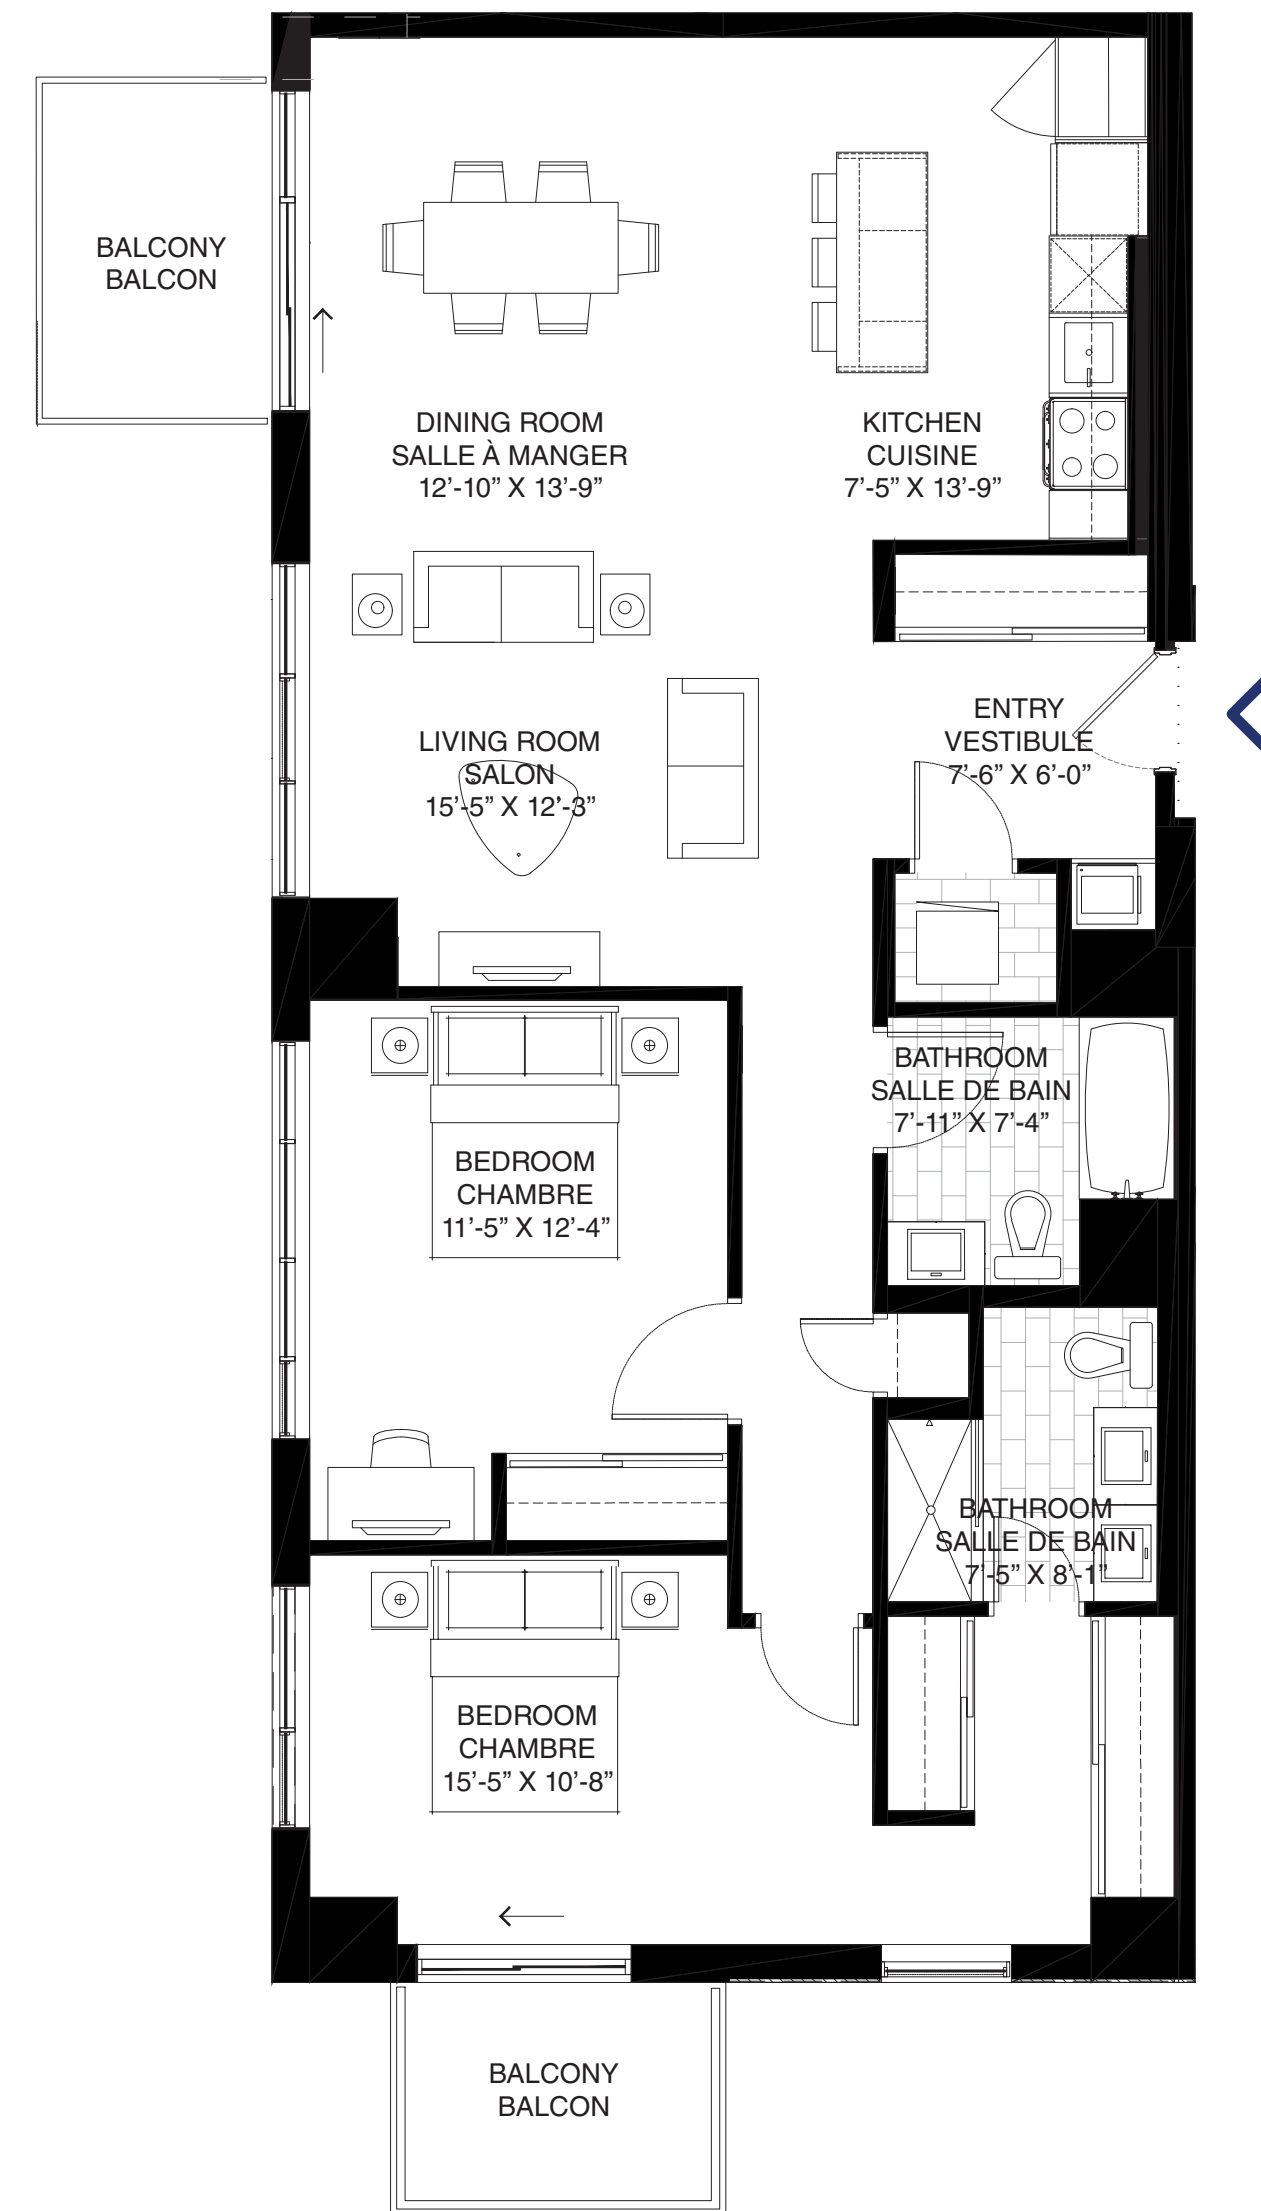 BALCONY
BALCON
DINING ROOM
SALLE À MANGER
12’-10” X 13’-9”
KITCHEN
CUISINE
7’-5” X 13’-9”
LIVING ROOM
SALON
15’-5” X 12’-3”
ENTRY
VESTIBULE
7’-6” X 6’-0”
BATHROOM
SALLE DE BAIN
7’-11” X 7’-4”
BEDROOM
CHAMBRE
11’-5” X 12’-4”
BATHROOM
SALLE DE BAIN
7’-5” X 8’-1”
BEDROOM
CHAMBRE
15’-5” X 10’-8”
BALCONY
BALCON